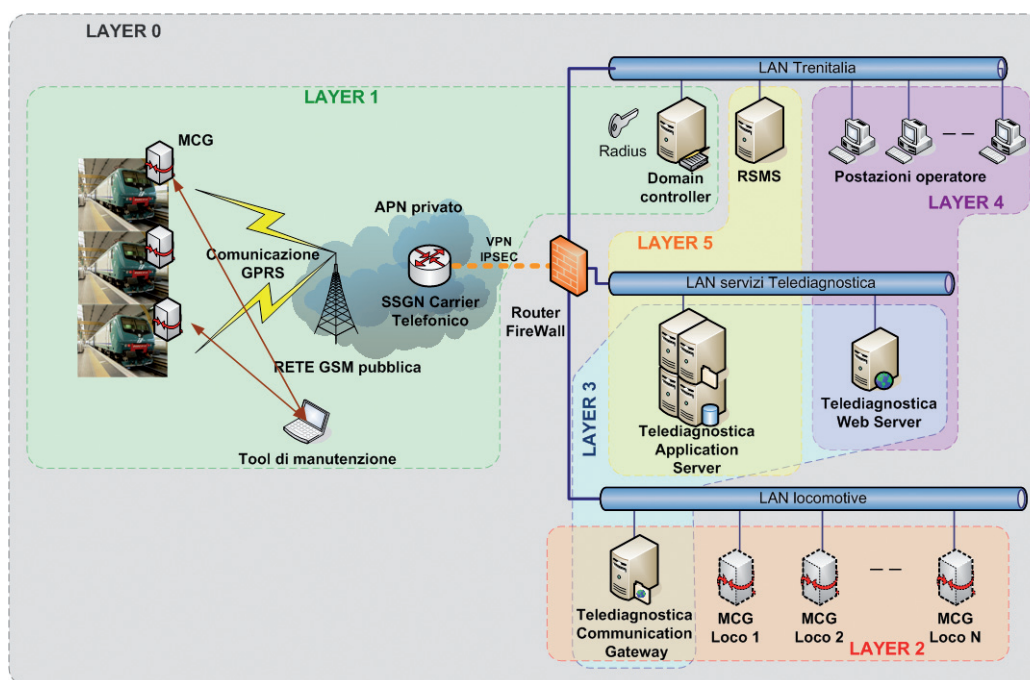 LAYER 0
LAN Trenitalia
LAYER 1
MCG
Radius
Domain
controller
RSMS
Postazioni operatore
LAYER 4
APN privato
Comunicazione
GPRS
VPN
IPSEC
LAYER 5
SSGN Carrier
Telefonico
LAN servizi Telediagnostica
Router
FireWall
RETE GSM pubblica
LAYER 3
Telediagnostica
Application
Server
Telediagnostica
Web Server
Tool di manutenzione
LAN locomotive
Telediagnostica
Communication
Gateway
MCG
Loco 1
MCG
Loco 2
MCG
Loco N
LAYER 2